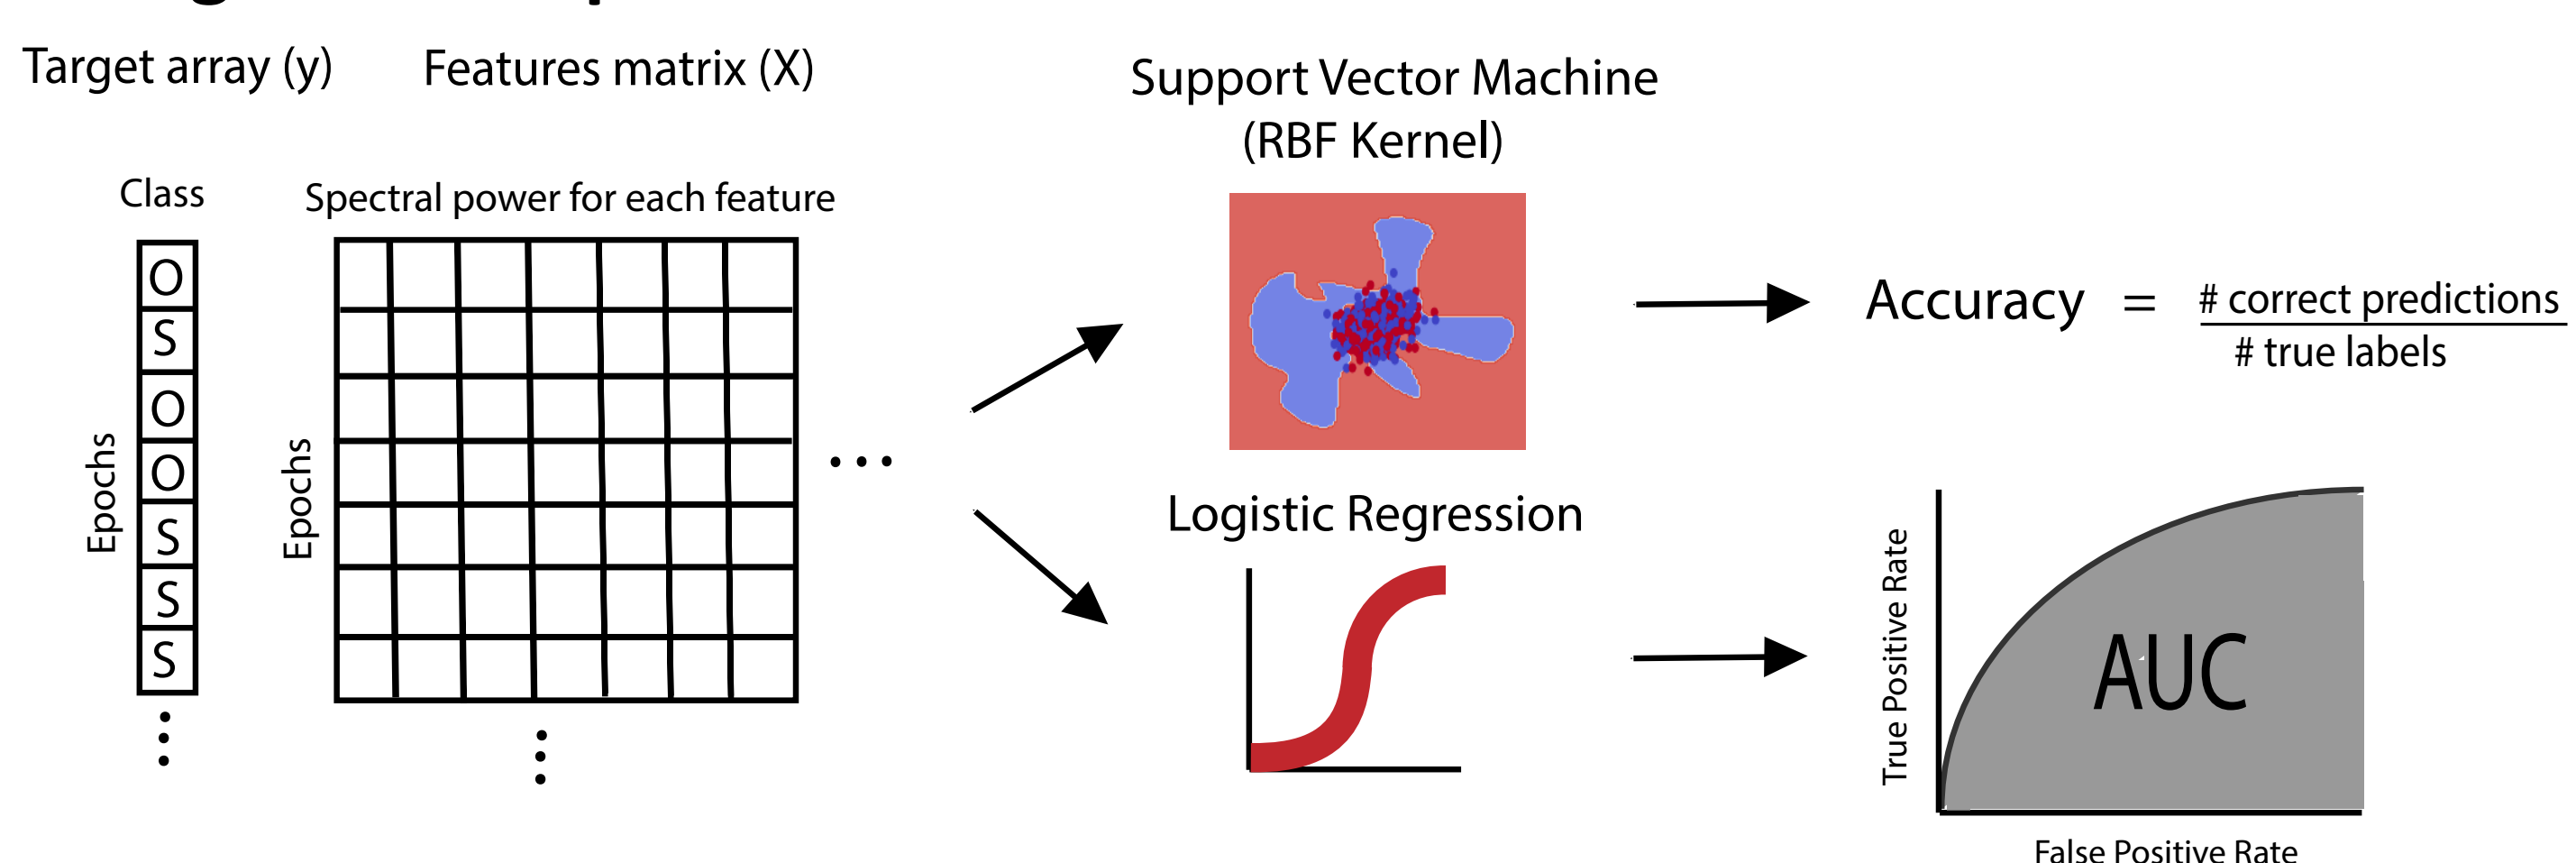 Target array (y)
Features matrix (X)
Class
Spectral power for each feature
Epochs
O
S
O
O
S
S
S
Epochs
Support Vector Machine
(RBF Kernel)
Logistic Regression
Accuracy = # correct predictions
# true labels
True Positive Rate
AUC
False Positive Rate